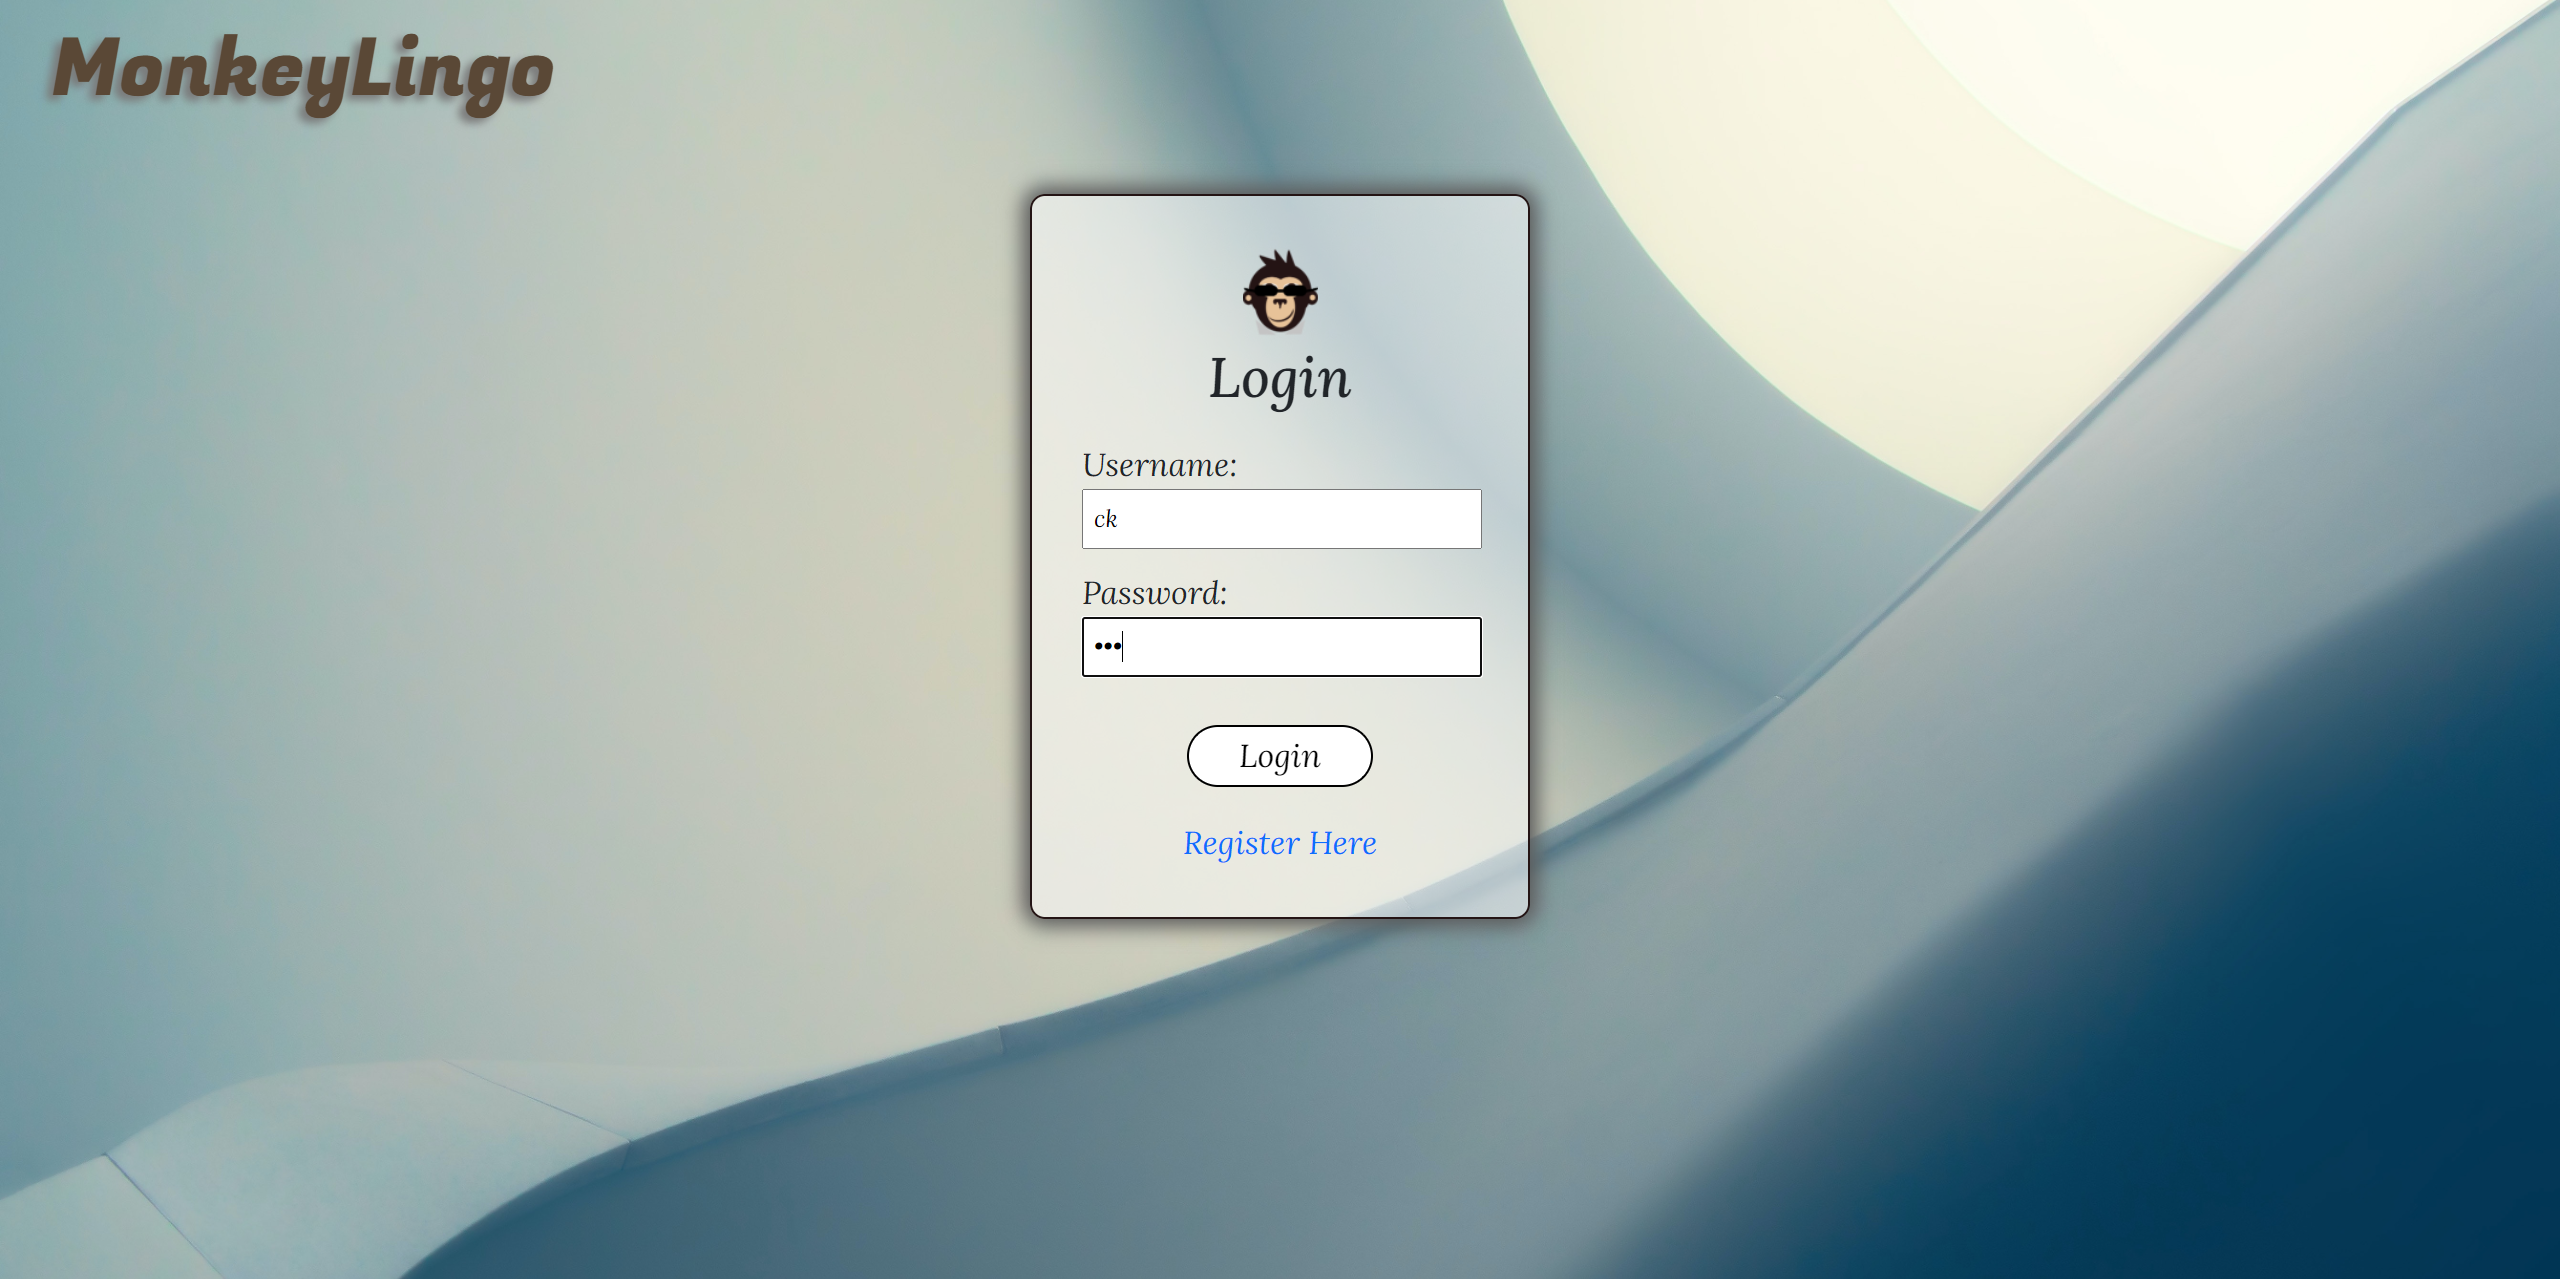 MonkeyLingo
Login
Username:
ck
Password:
•••
Login
Register Here